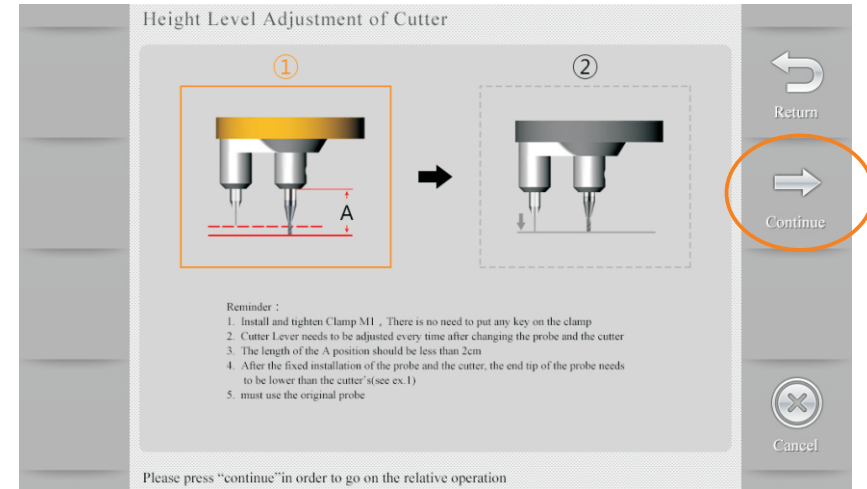 Height Level Adjustment of Cutter
① ②
A
Return
Continue
Reminder :
1. Install and tighten Clamp M1 , There is no need to put any key on the clamp
2. Cutter Lever needs to be adjusted every time after changing the probe and the cutter
3. The length of the A position should be less than 2cm
4. After the fixed installation of the probe and the cutter, the end tip of the probe needs
to be lower than the cutter's(see ex.1)
5. must use the original probe
Cancel
Please press “continue”in order to go on the relative operation